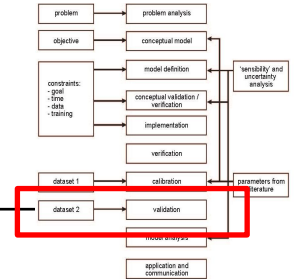 problem
problem analysis
objective
conceptual model
constraints:
- goal
- time
- data
- training
model definition
'sensibility' and
uncertainty
analysis
conceptual validation /
verification
implementation
verification
dataset 1
calibration
parameters from
literature
dataset 2
validation
model analysis
application and
communication